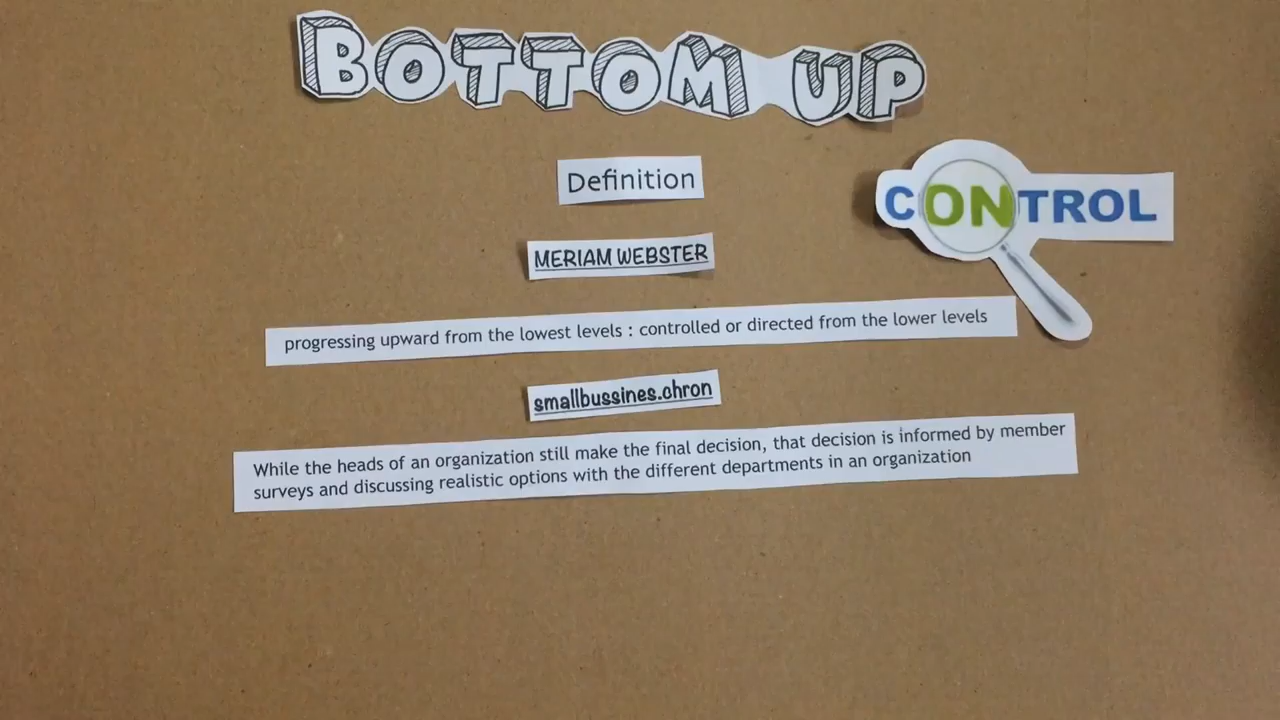 BOTTOM UP
Definition
CONTROL
MERIAM WEBSTER
progressing upward from the lowest levels : controlled or directed from the lower levels
smallbussines.chron
While the heads of an organization still make the final decision, that decision is informed by member
surveys and discussing realistic options with the different departments in an organization